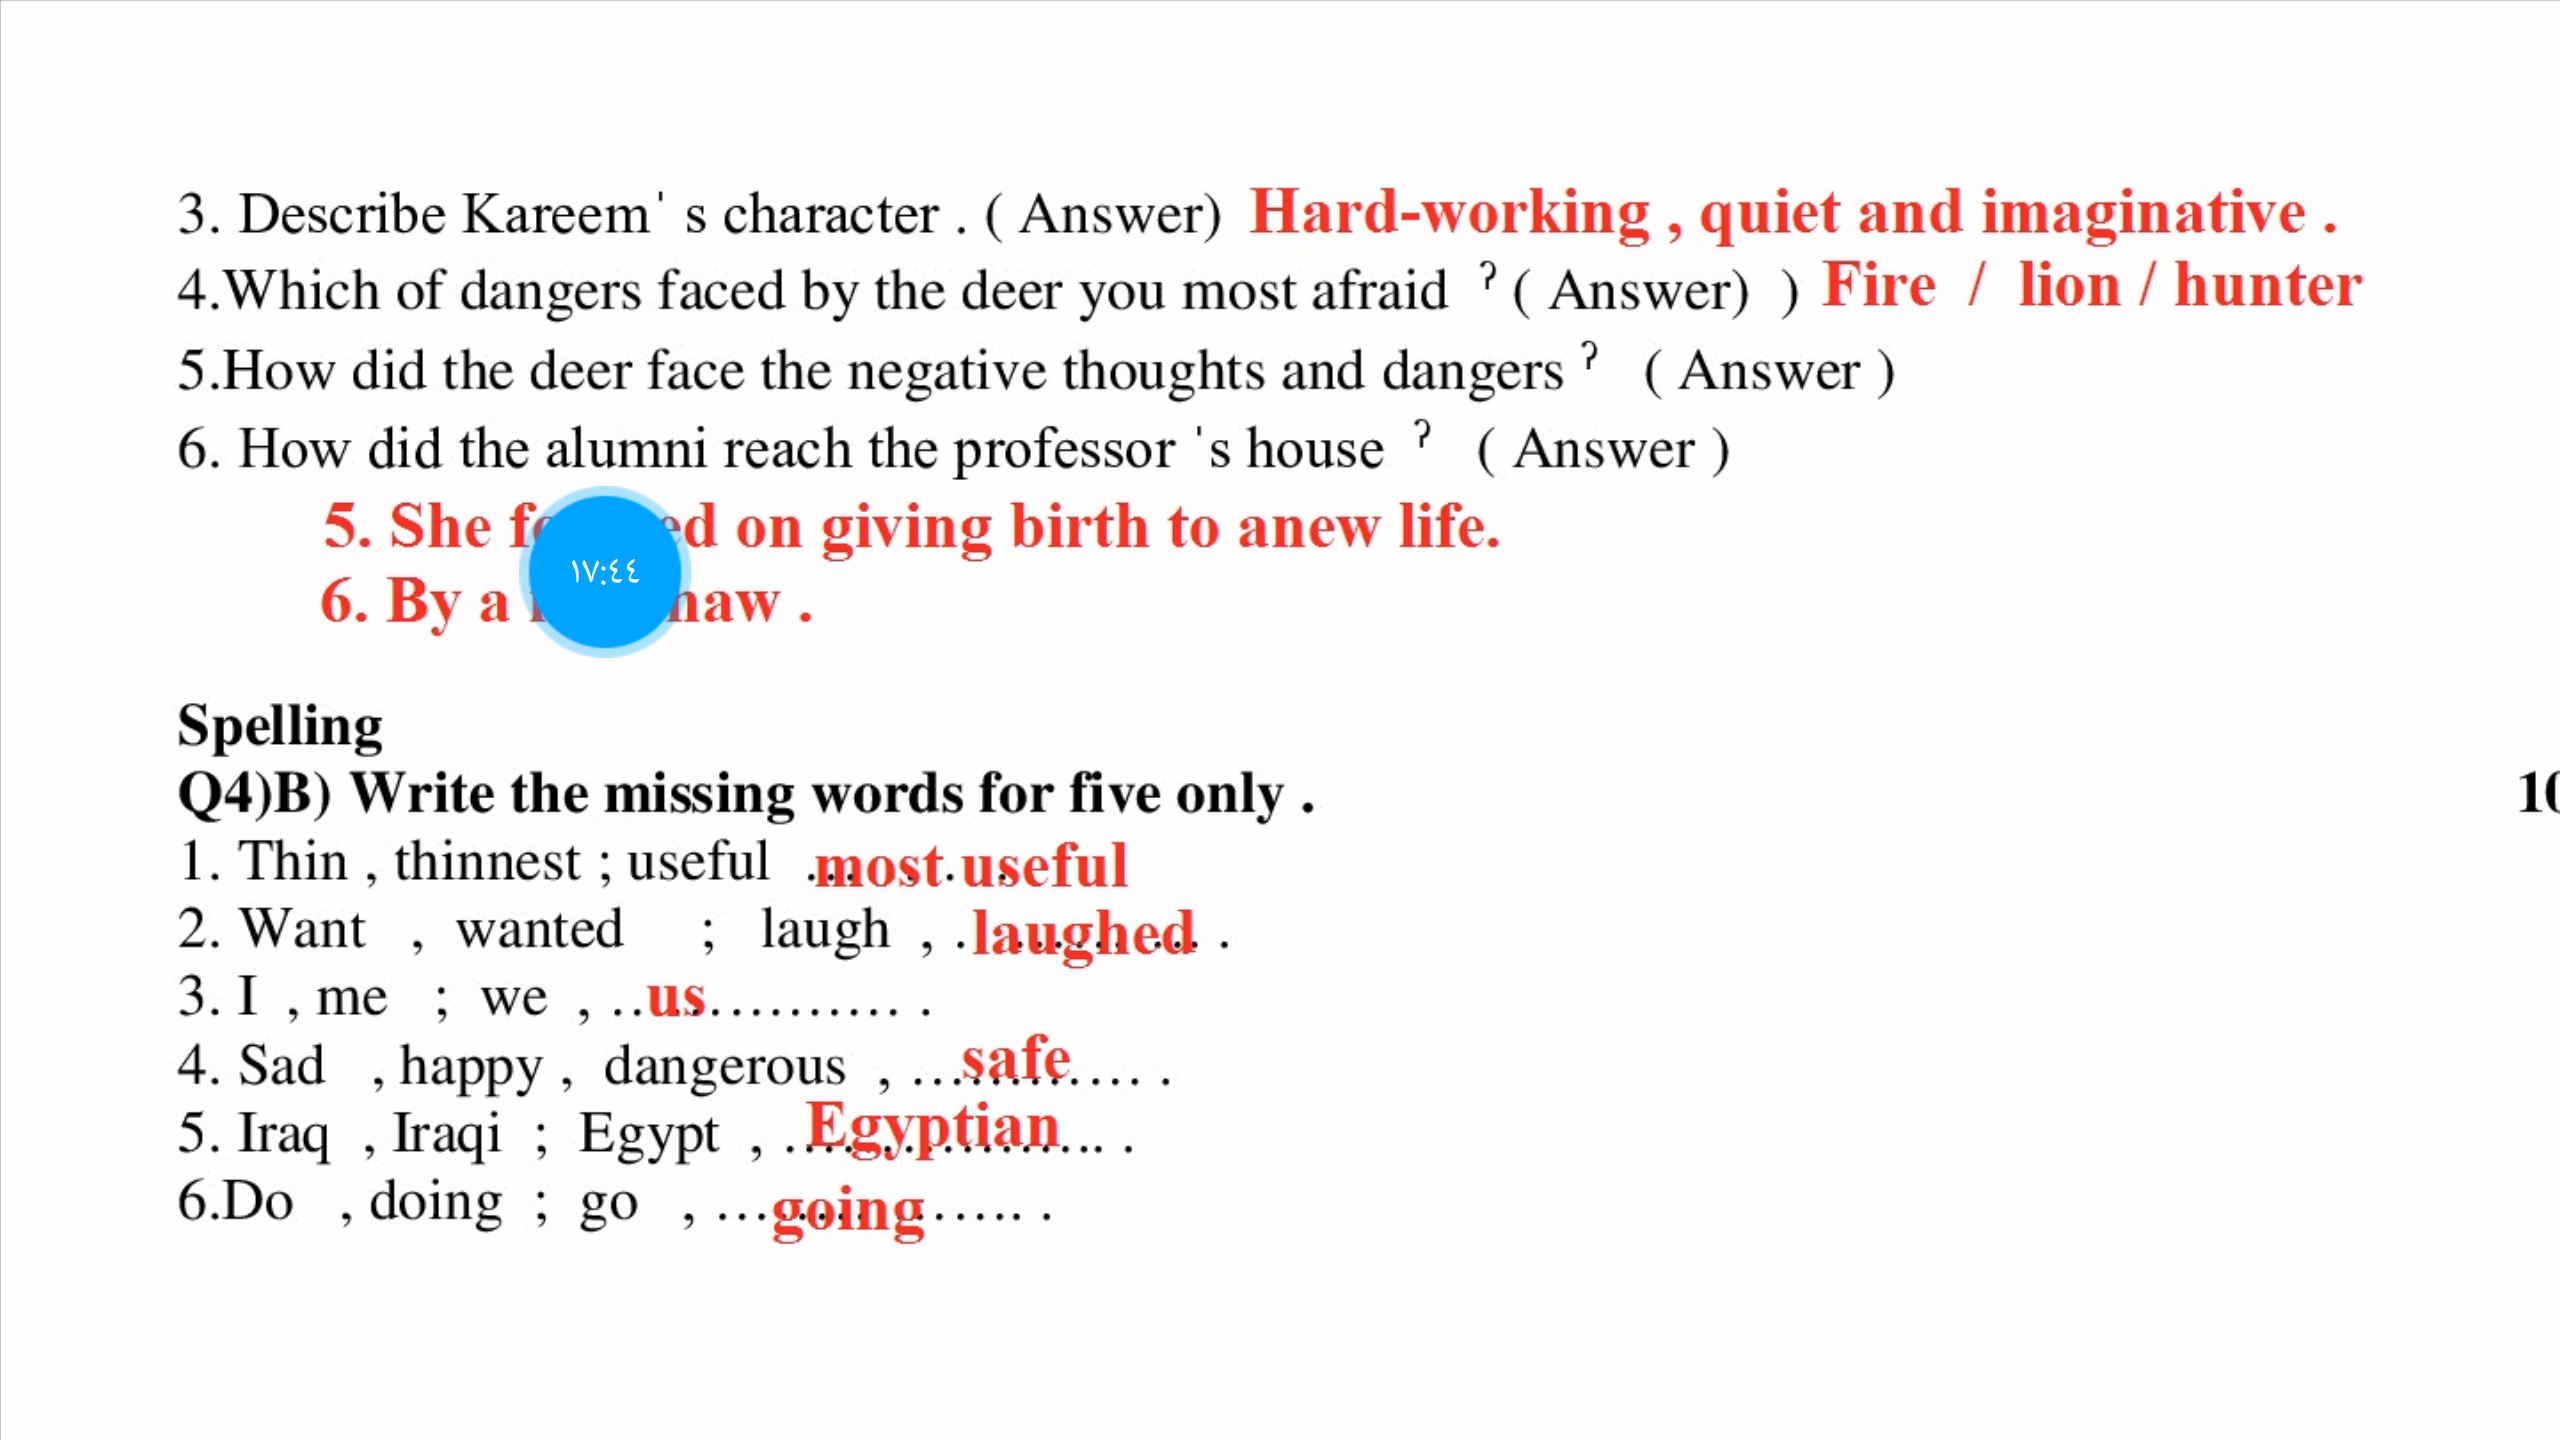 3. Describe Kareem' s character . ( Answer) Hard-working , quiet and imaginative .
4.Which of dangers faced by the deer you most afraid ? ( Answer) ) Fire / lion / hunter
5.How did the deer face the negative thoughts and dangers ? ( Answer )
6. How did the alumni reach the professor 's house ? ( Answer )
5. She on giving birth to anew life.
١٧:٤٤
6. By a .
Spelling
Q4)B) Write the missing words for five only . 10
1. Thin , thinnest ; useful ......most useful
2. Want , wanted ; laugh , .laughed... .
3. I , me ; we , ..us........... .
4. Sad , happy , dangerous , ...safe...... .
5. Iraq , Iraqi ; Egypt , .Egyptian... .
6.Do , doing ; go , ...going...... .